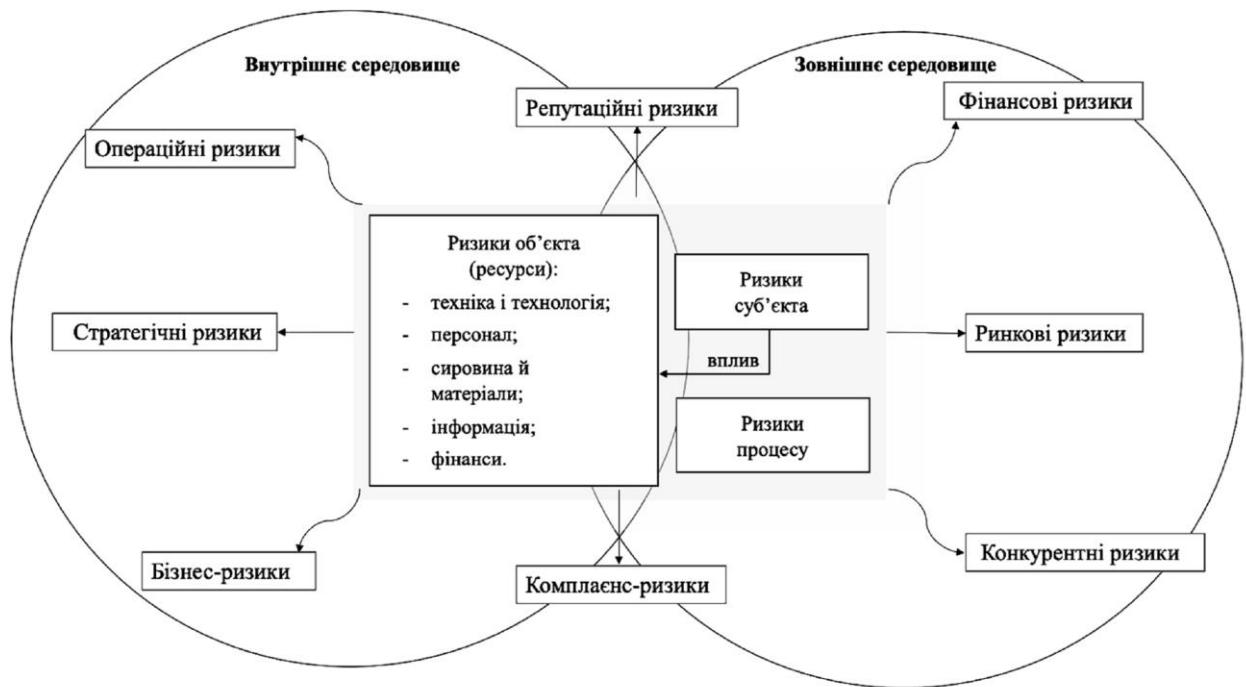 Внутрішнє середовище
Зовнішнє середовище
Репутаційні ризики
Фінансові ризики
Операційні ризики
Ризики об’єкта
(ресурси):
- техніка і технологія;
- персонал;
- сировина й
матеріали;
- інформація;
- фінанси.
Ризики
суб’єкта
Стратегічні ризики
Ринкові ризики
вплив
Ризики
процесу
Бізнес-ризики
Комплаєнс-ризики
Конкурентні ризики